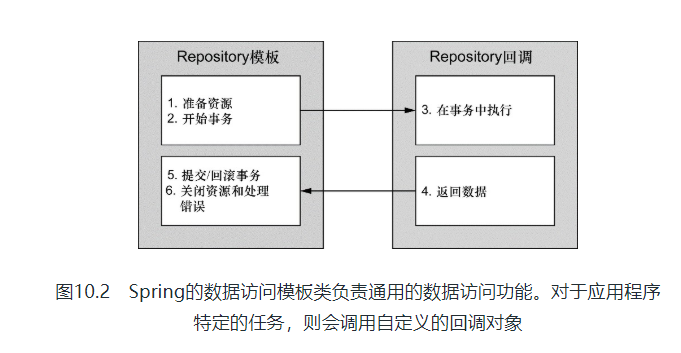 Repository模板
1. 准备资源
2. 开始事务
5. 提交/回滚事务
6. 关闭资源和处理
错误
Repository回调
3. 在事务中执行
4. 返回数据
图10.2 Spring的数据访问模板类负责通用的数据访问功能。对于应用程序
特定的任务，则会调用自定义的回调对象